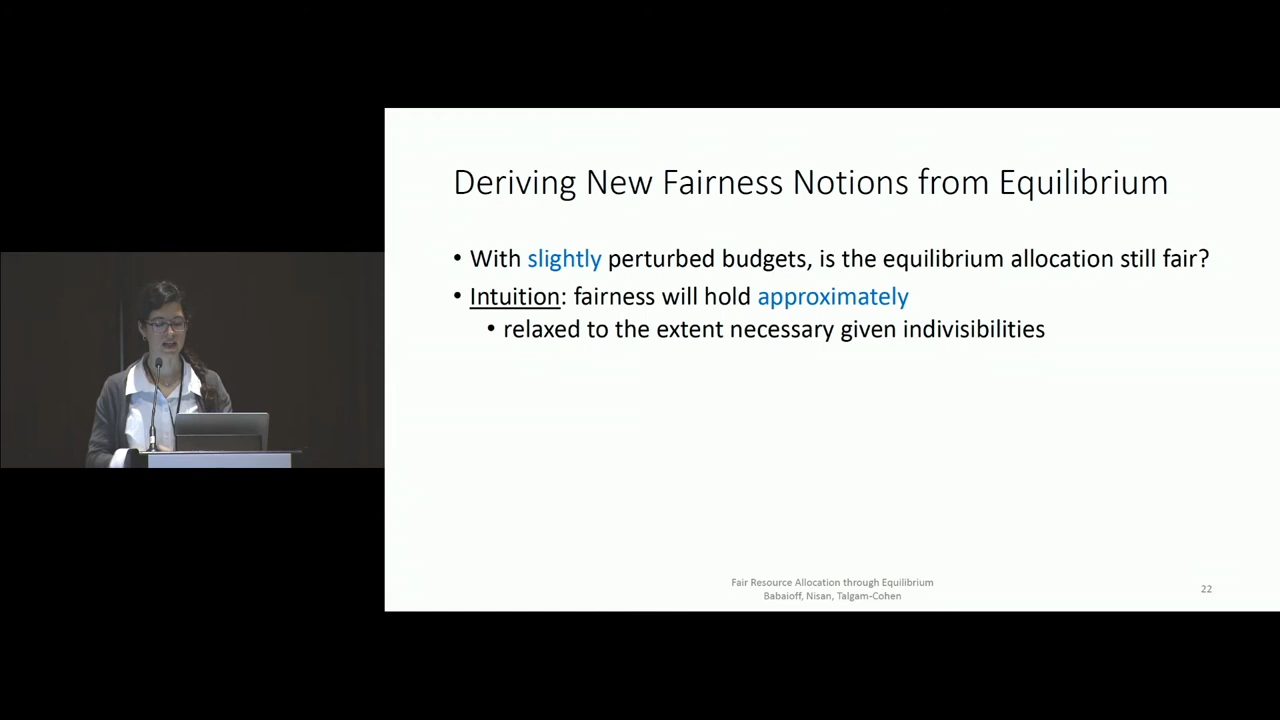 Deriving New Fairness Notions from Equilibrium
• With slightly perturbed budgets, is the equilibrium allocation still fair?
• Intuition: fairness will hold approximately
• relaxed to the extent necessary given indivisibilities
Fair Resource Allocation through Equilibrium
Babaioff, Nisan, Talgam-Cohen
22